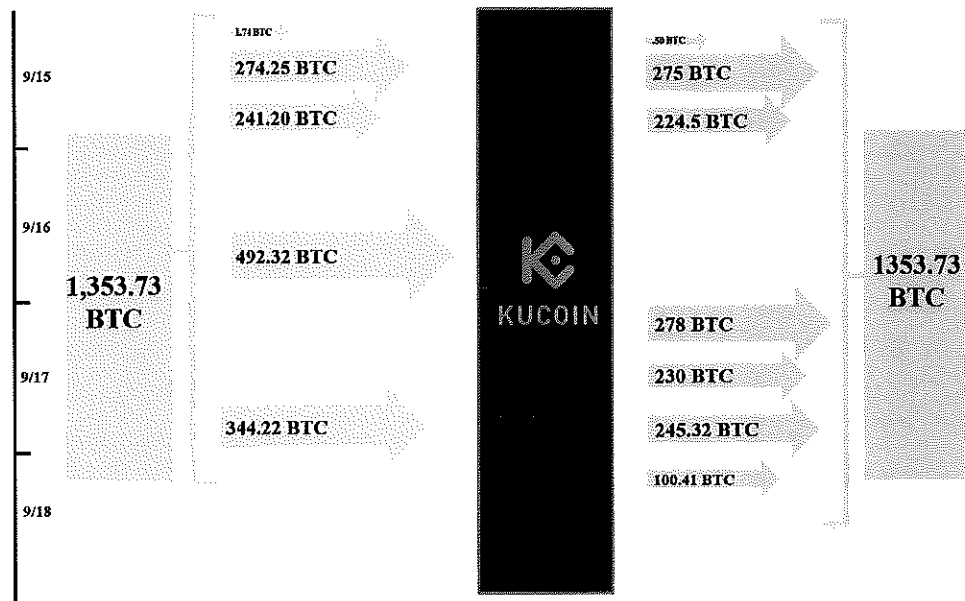 9/15
9/16
9/17
9/18
1,353.73
BTC
1.74 BTC
274.25 BTC
241.20 BTC
492.32 BTC
344.22 BTC
KUCOIN
.50 BTC
275 BTC
224.5 BTC
278 BTC
230 BTC
245.32 BTC
100.41 BTC
1353.73
BTC